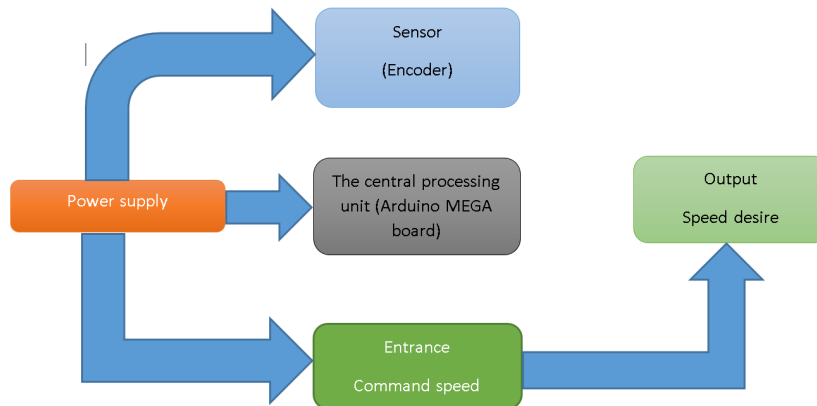 Sensor
(Encoder)
Power supply
The central processing
unit (Arduino MEGA
board)
Output
Speed desire
Entrance
Command speed